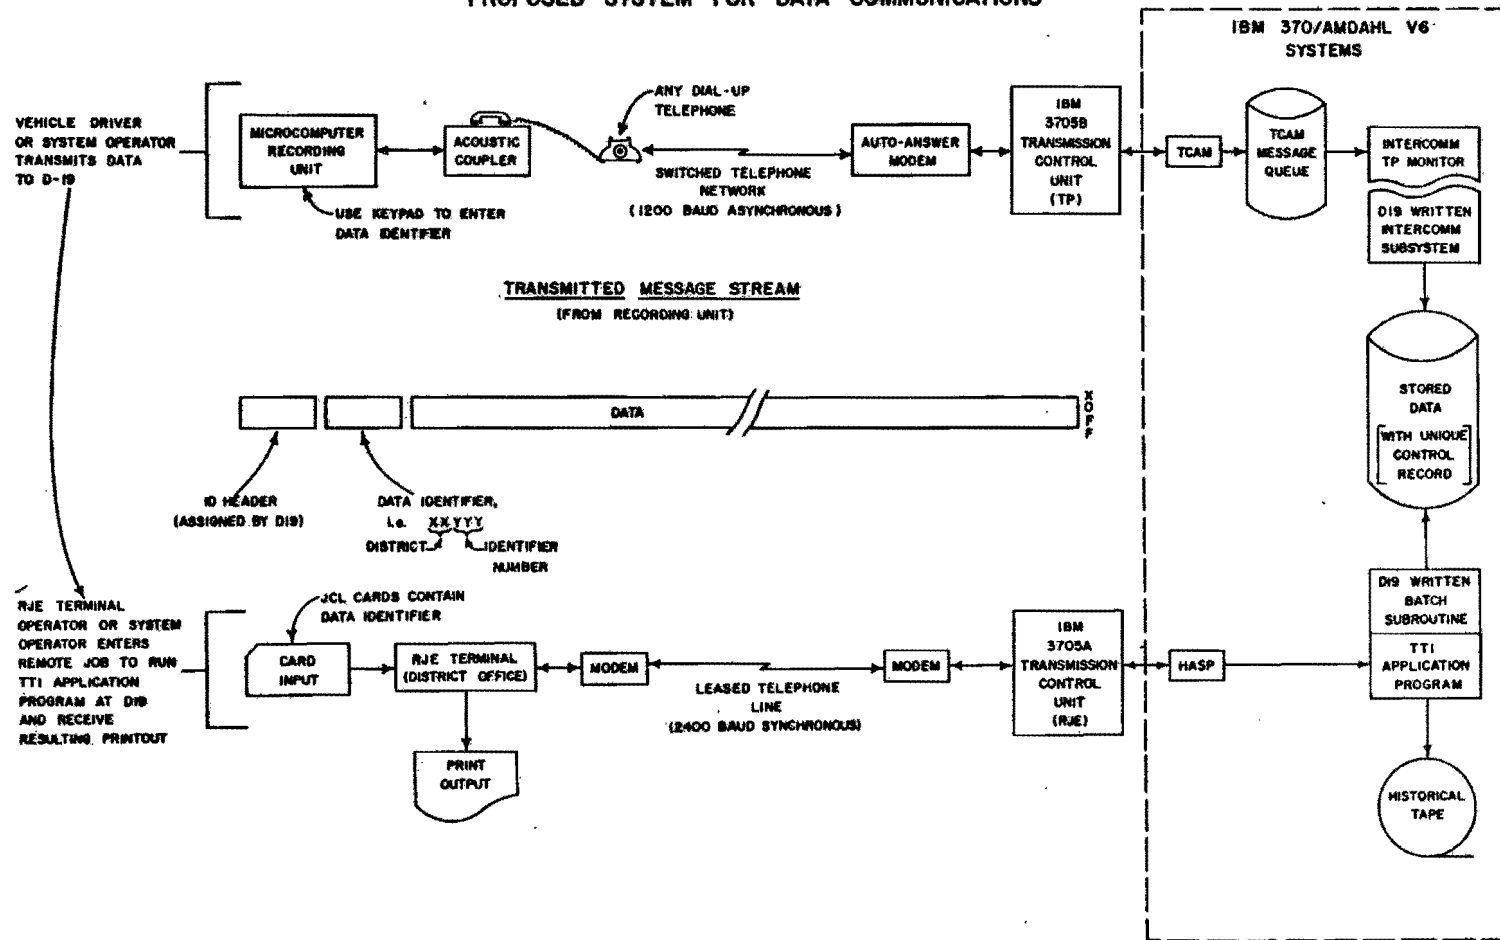 PROPOSED SYSTEM FOR DATA COMMUNICATIONS
IBM 370/AMDAHL V6
SYSTEMS
VEHICLE DRIVER
OR SYSTEM OPERATOR
TRANSMITS DATA
TO D-19
MICROCOMPUTER
RECORDING
UNIT
USE KEYPAD TO ENTER
DATA IDENTIFIER
ACOUSTIC
COUPLER
ANY DIAL-UP
TELEPHONE
SWITCHED TELEPHONE
NETWORK
(1200 BAUD ASYNCHRONOUS)
AUTO-ANSWER
MODEM
IBM
3705B
TRANSMISSION
CONTROL
UNIT
(TP)
TCAM
TCAM
MESSAGE
QUEUE
INTERCOMM
TP MONITOR
D19 WRITTEN
INTERCOMM
SUBSYSTEM
TRANSMITTED MESSAGE STREAM
(FROM RECORDING UNIT)
DATA
XOFF
STORED
DATA
WITH UNIQUE
CONTROL
RECORD
ID HEADER
(ASSIGNED BY D19)
DATA IDENTIFIER,
i.e. XXYYY
DISTRICT
IDENTIFIER
NUMBER
RJE TERMINAL
OPERATOR OR SYSTEM
OPERATOR ENTERS
REMOTE JOB TO RUN
TTI APPLICATION
PROGRAM AT D19
AND RECEIVE
RESULTING PRINTOUT
JCL CARDS CONTAIN
DATA IDENTIFIER
CARD
INPUT
RJE TERMINAL
(DISTRICT OFFICE)
PRINT
OUTPUT
MODEM
LEASED TELEPHONE
LINE
(2400 BAUD SYNCHRONOUS)
MODEM
IBM
3705A
TRANSMISSION
CONTROL
UNIT
(RJE)
HASP
D19 WRITTEN
BATCH
SUBROUTINE
TTI
APPLICATION
PROGRAM
HISTORICAL
TAPE